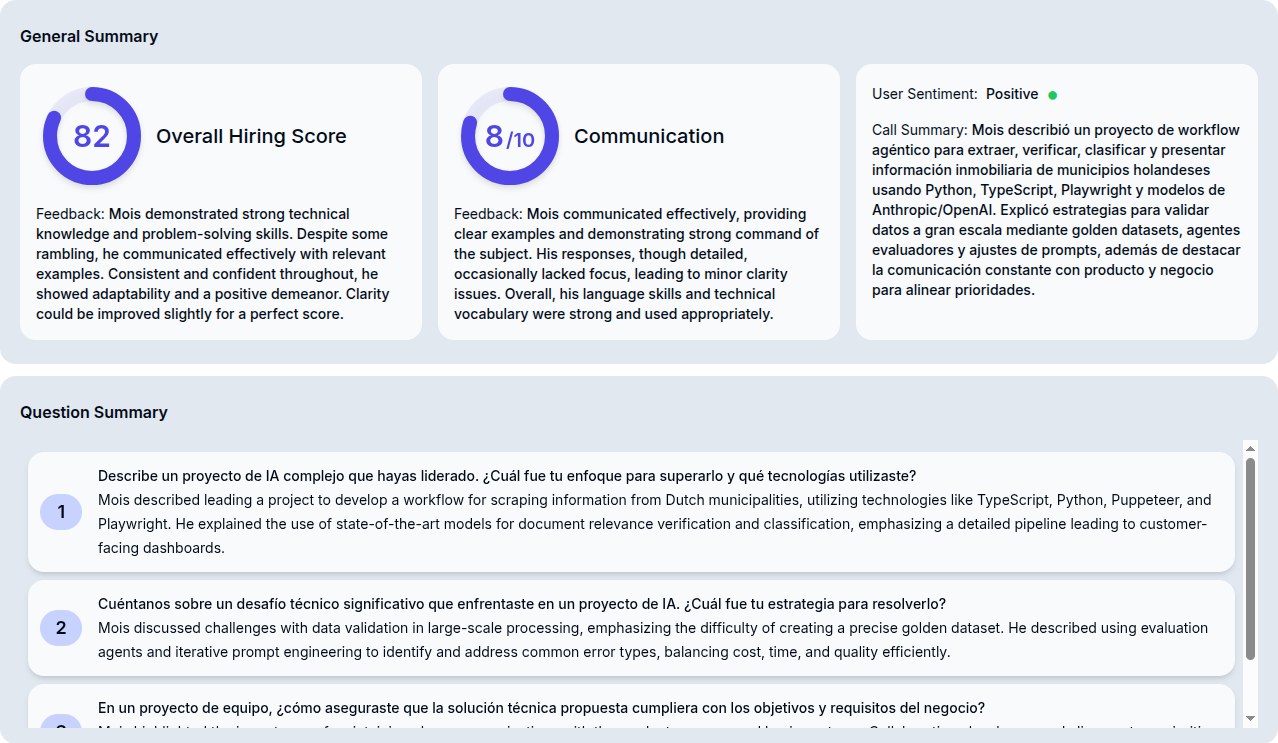 General Summary
82
Overall Hiring Score
Feedback: Mois demonstrated strong technical
knowledge and problem-solving skills. Despite some
rambling, he communicated effectively with relevant
examples. Consistent and confident throughout, he
showed adaptability and a positive demeanor. Clarity
could be improved slightly for a perfect score.
8/10
Communication
Feedback: Mois communicated effectively, providing
clear examples and demonstrating strong command of
the subject. His responses, though detailed,
occasionally lacked focus, leading to minor clarity
issues. Overall, his language skills and technical
vocabulary were strong and used appropriately.
User Sentiment: Positive
Call Summary: Mois describió un proyecto de workflow
agéntico para extraer, verificar, clasificar y presentar
información inmobiliaria de municipios holandeses
usando Python, TypeScript, Playwright y modelos de
Anthropic/OpenAI. Explicó estrategias para validar
datos a gran escala mediante golden datasets, agentes
evaluadores y ajustes de prompts, además de destacar
la comunicación constante con producto y negocio
para alinear prioridades.
Question Summary
1
Describe un proyecto de IA complejo que hayas liderado. ¿Cuál fue tu enfoque para superarlo y qué tecnologías utilizaste?
Mois described leading a project to develop a workflow for scraping information from Dutch municipalities, utilizing technologies like TypeScript, Python, Puppeteer, and
Playwright. He explained the use of state-of-the-art models for document relevance verification and classification, emphasizing a detailed pipeline leading to customer-
facing dashboards.
2
Cuéntanos sobre un desafío técnico significativo que enfrentaste en un proyecto de IA. ¿Cuál fue tu estrategia para resolverlo?
Mois discussed challenges with data validation in large-scale processing, emphasizing the difficulty of creating a precise golden dataset. He described using evaluation
agents and iterative prompt engineering to identify and address common error types, balancing cost, time, and quality efficiently.
En un proyecto de equipo, ¿cómo aseguraste que la solución técnica propuesta cumpliera con los objetivos y requisitos del negocio?